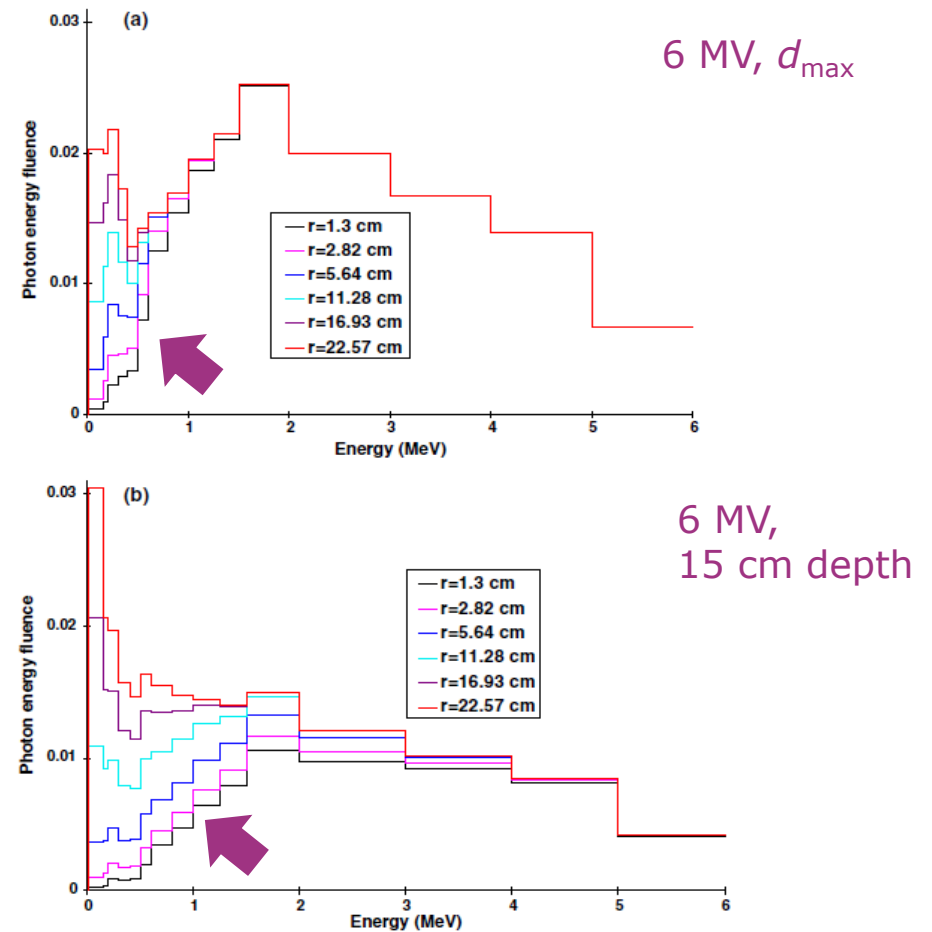 (a)
6 MV, dmax
0.03
0.02
0.01
0
Photon energy fluence
r=1.3 cm
r=2.82 cm
r=5.64 cm
r=11.28 cm
r=16.93 cm
r=22.57 cm
0 1 2 3 4 5 6
Energy (MeV)
(b)
6 MV,
15 cm depth
0.03
0.02
0.01
0
Photon energy fluence
r=1.3 cm
r=2.82 cm
r=5.64 cm
r=11.28 cm
r=16.93 cm
r=22.57 cm
0 1 2 3 4 5 6
Energy (MeV)